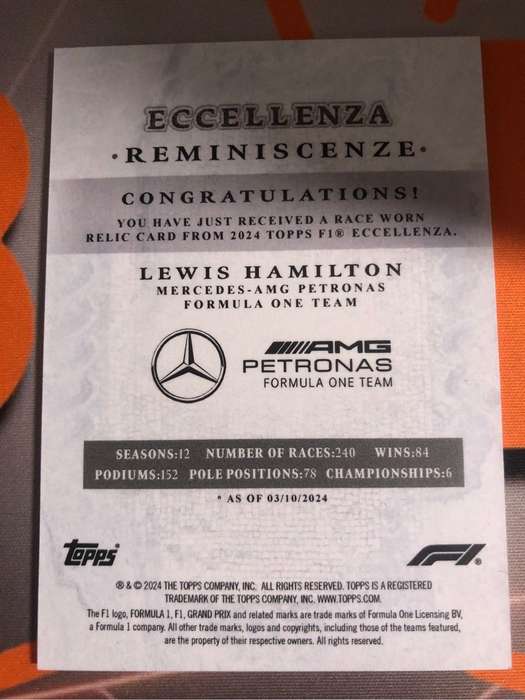 ECCELLENZA
·REMINISCENZE·
CONGRATULATIONS!
YOU HAVE JUST RECEIVED A RACE WORN
RELIC CARD FROM 2024 TOPPS F1® ECCELLENZA.
LEWIS HAMILTON
MERCEDES-AMG PETRONAS
FORMULA ONE TEAM
AMG
PETRONAS
FORMULA ONE TEAM
SEASONS:12 NUMBER OF RACES:240 WINS:84
PODIUMS:152 POLE POSITIONS:78 CHAMPIONSHIPS:6
* AS OF 03/10/2024
topps®
F1®
® & © 2024 THE TOPPS COMPANY, INC. ALL RIGHTS RESERVED. TOPPS IS A REGISTERED
TRADEMARK OF THE TOPPS COMPANY, INC. WWW.TOPPS.COM.
The F1 logo, FORMULA 1, F1, GRAND PRIX and related marks are trade marks of Formula One Licensing BV,
a Formula 1 company. All other trade marks, logos and copyrights, including those of the teams featured,
are the property of their respective owners. All rights reserved.